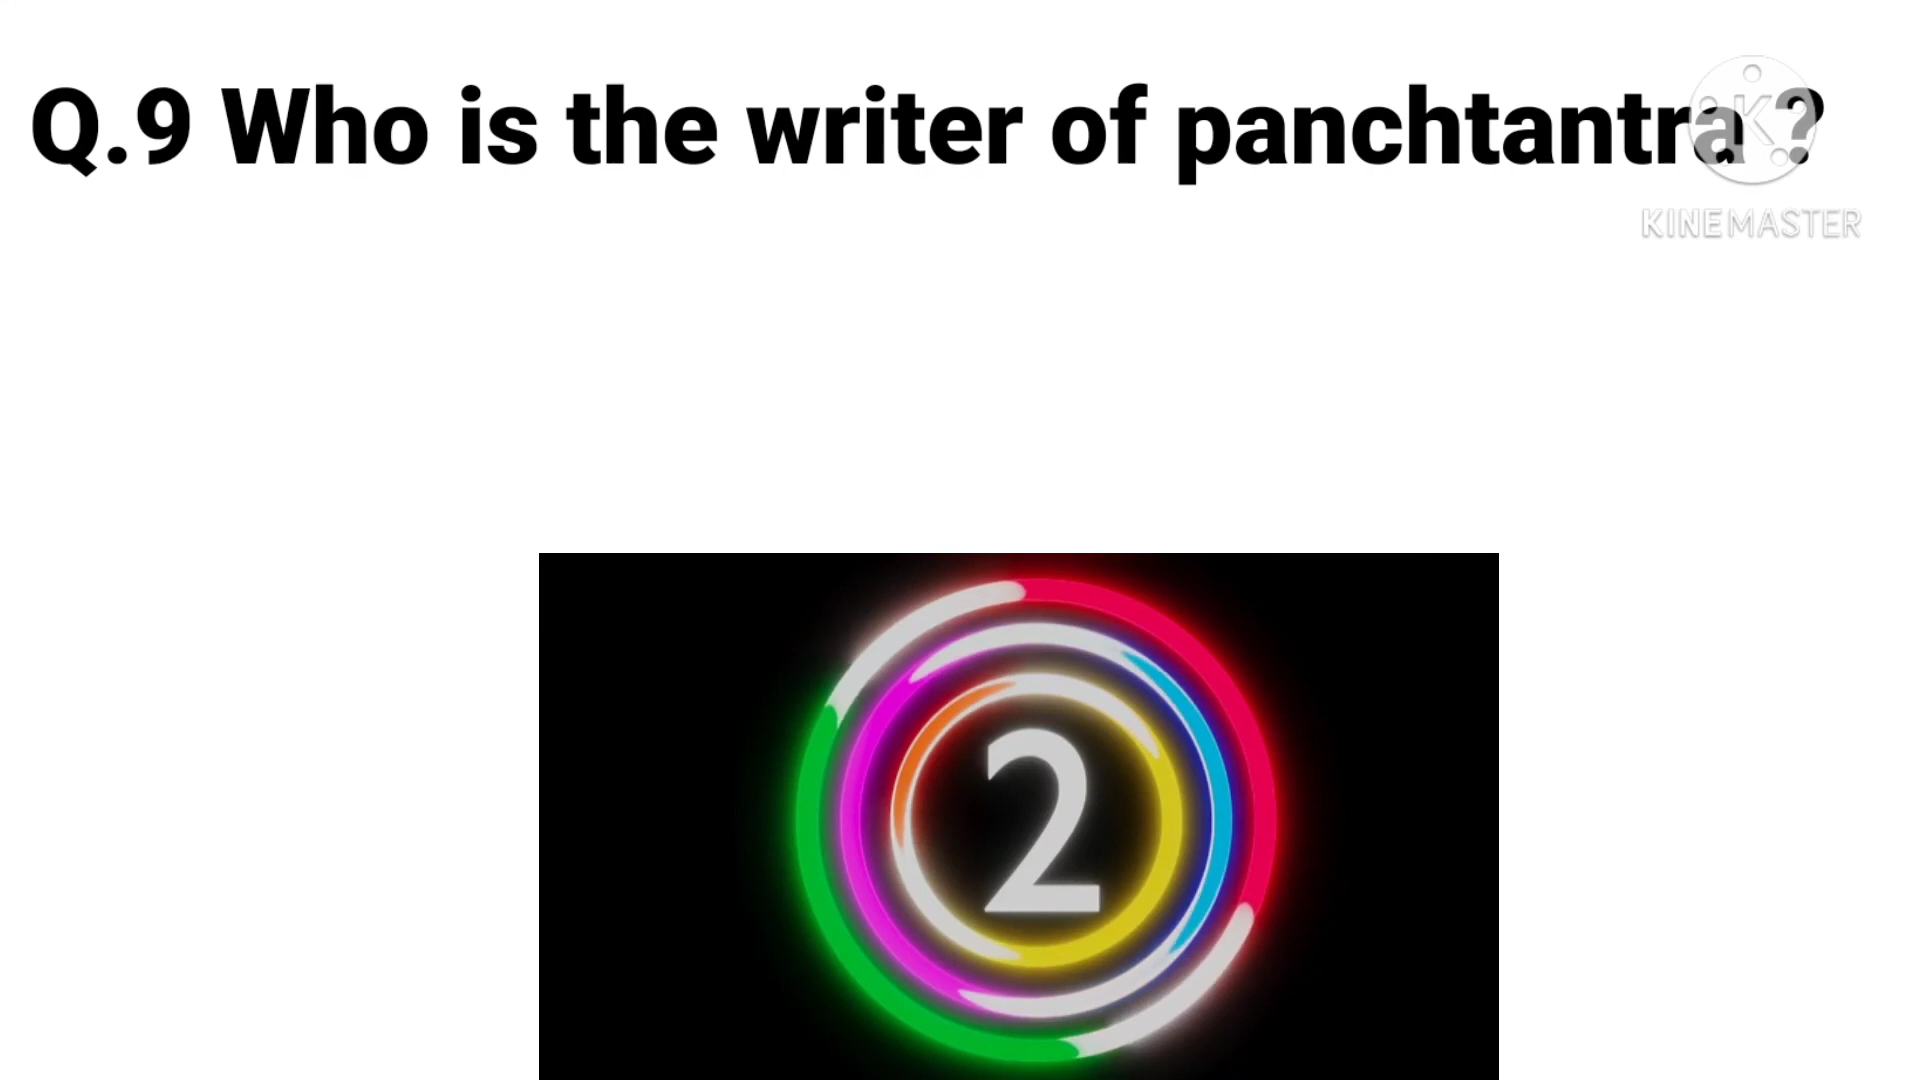 Q.9 Who is the writer of panchtantra ?
K
KINEMASTER
2